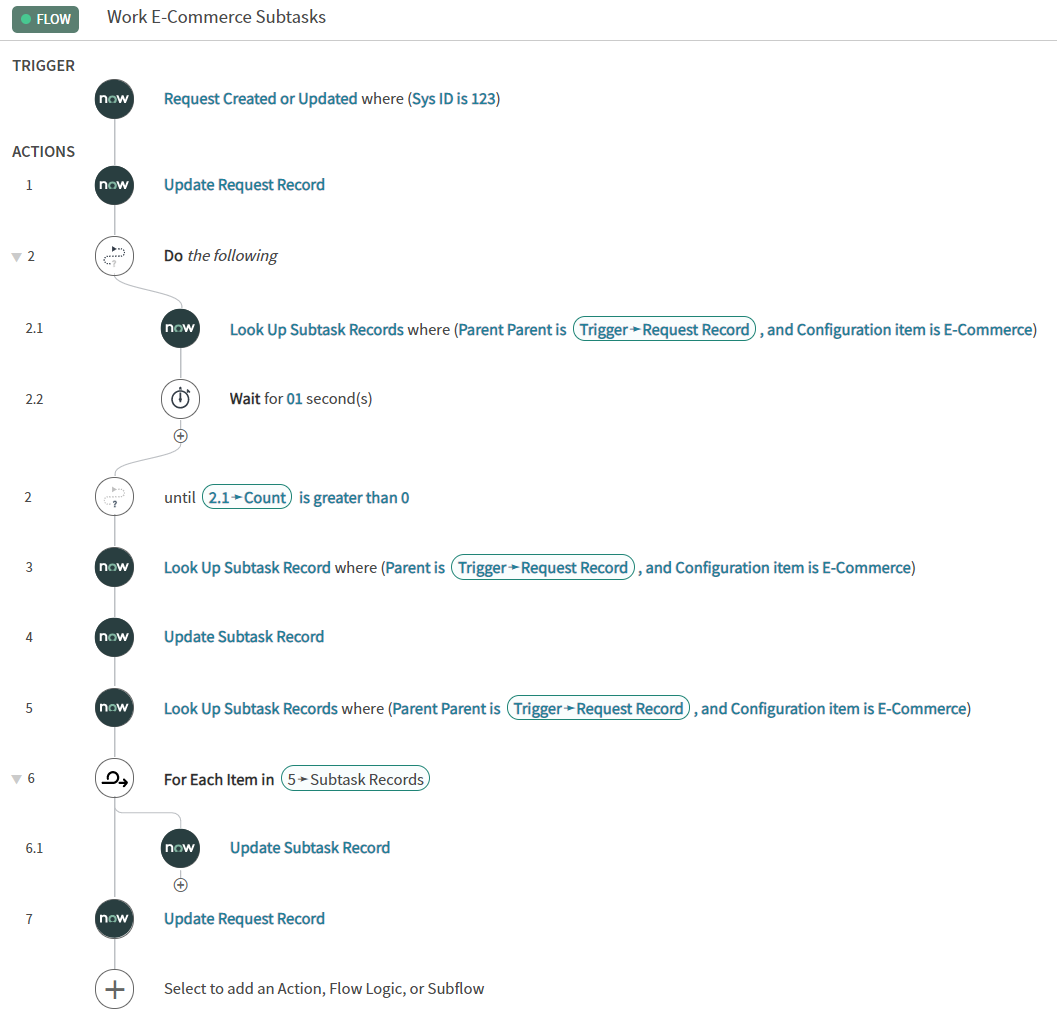 FLOW Work E-Commerce Subtasks
TRIGGER
now Request Created or Updated where (Sys ID is 123)
ACTIONS
1 now Update Request Record
2 ? Do the following
2.1 now Look Up Subtask Records where (Parent Parent is Trigger➛Request Record , and Configuration item is E-Commerce)
2.2 Wait for 01 second(s)
2 ? until 2.1➛Count is greater than 0
3 now Look Up Subtask Record where (Parent is Trigger➛Request Record , and Configuration item is E-Commerce)
4 now Update Subtask Record
5 now Look Up Subtask Records where (Parent Parent is Trigger➛Request Record , and Configuration item is E-Commerce)
6 For Each Item in 5➛Subtask Records
6.1 now Update Subtask Record
7 now Update Request Record
Select to add an Action, Flow Logic, or Subflow